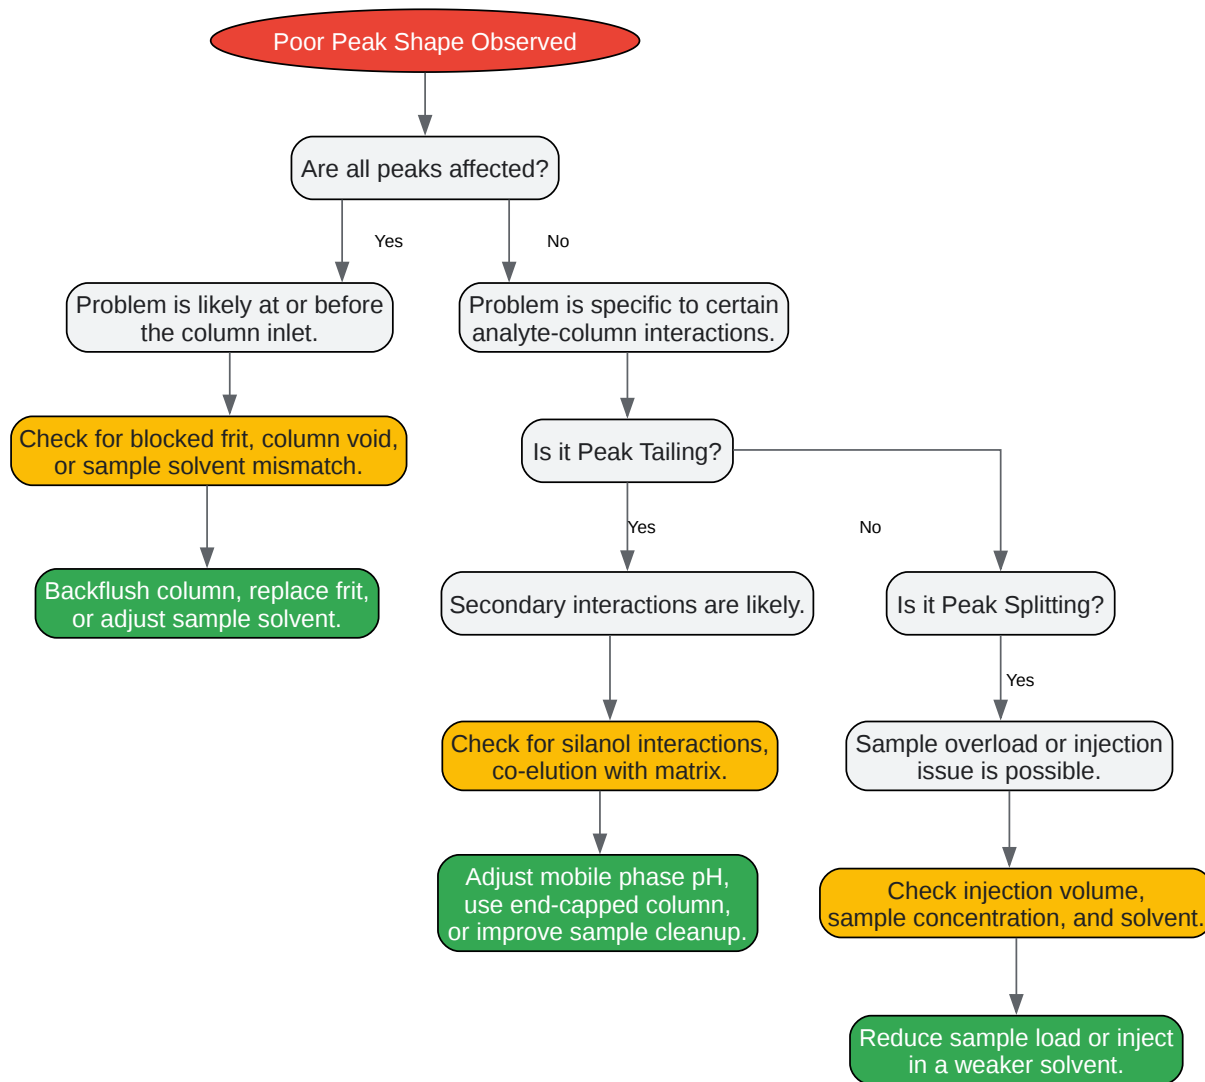 Poor Peak Shape Observed
Are all peaks affected?
Yes
No
Problem is likely at or before
the column inlet.
Problem is specific to certain
analyte-column interactions.
Check for blocked frit, column void,
or sample solvent mismatch.
Is it Peak Tailing?
Yes
No
Backflush column, replace frit,
or adjust sample solvent.
Secondary interactions are likely.
Is it Peak Splitting?
Yes
Check for silanol interactions,
co-elution with matrix.
Sample overload or injection
issue is possible.
Adjust mobile phase pH,
use end-capped column,
or improve sample cleanup.
Check injection volume,
sample concentration, and solvent.
Reduce sample load or inject
in a weaker solvent.